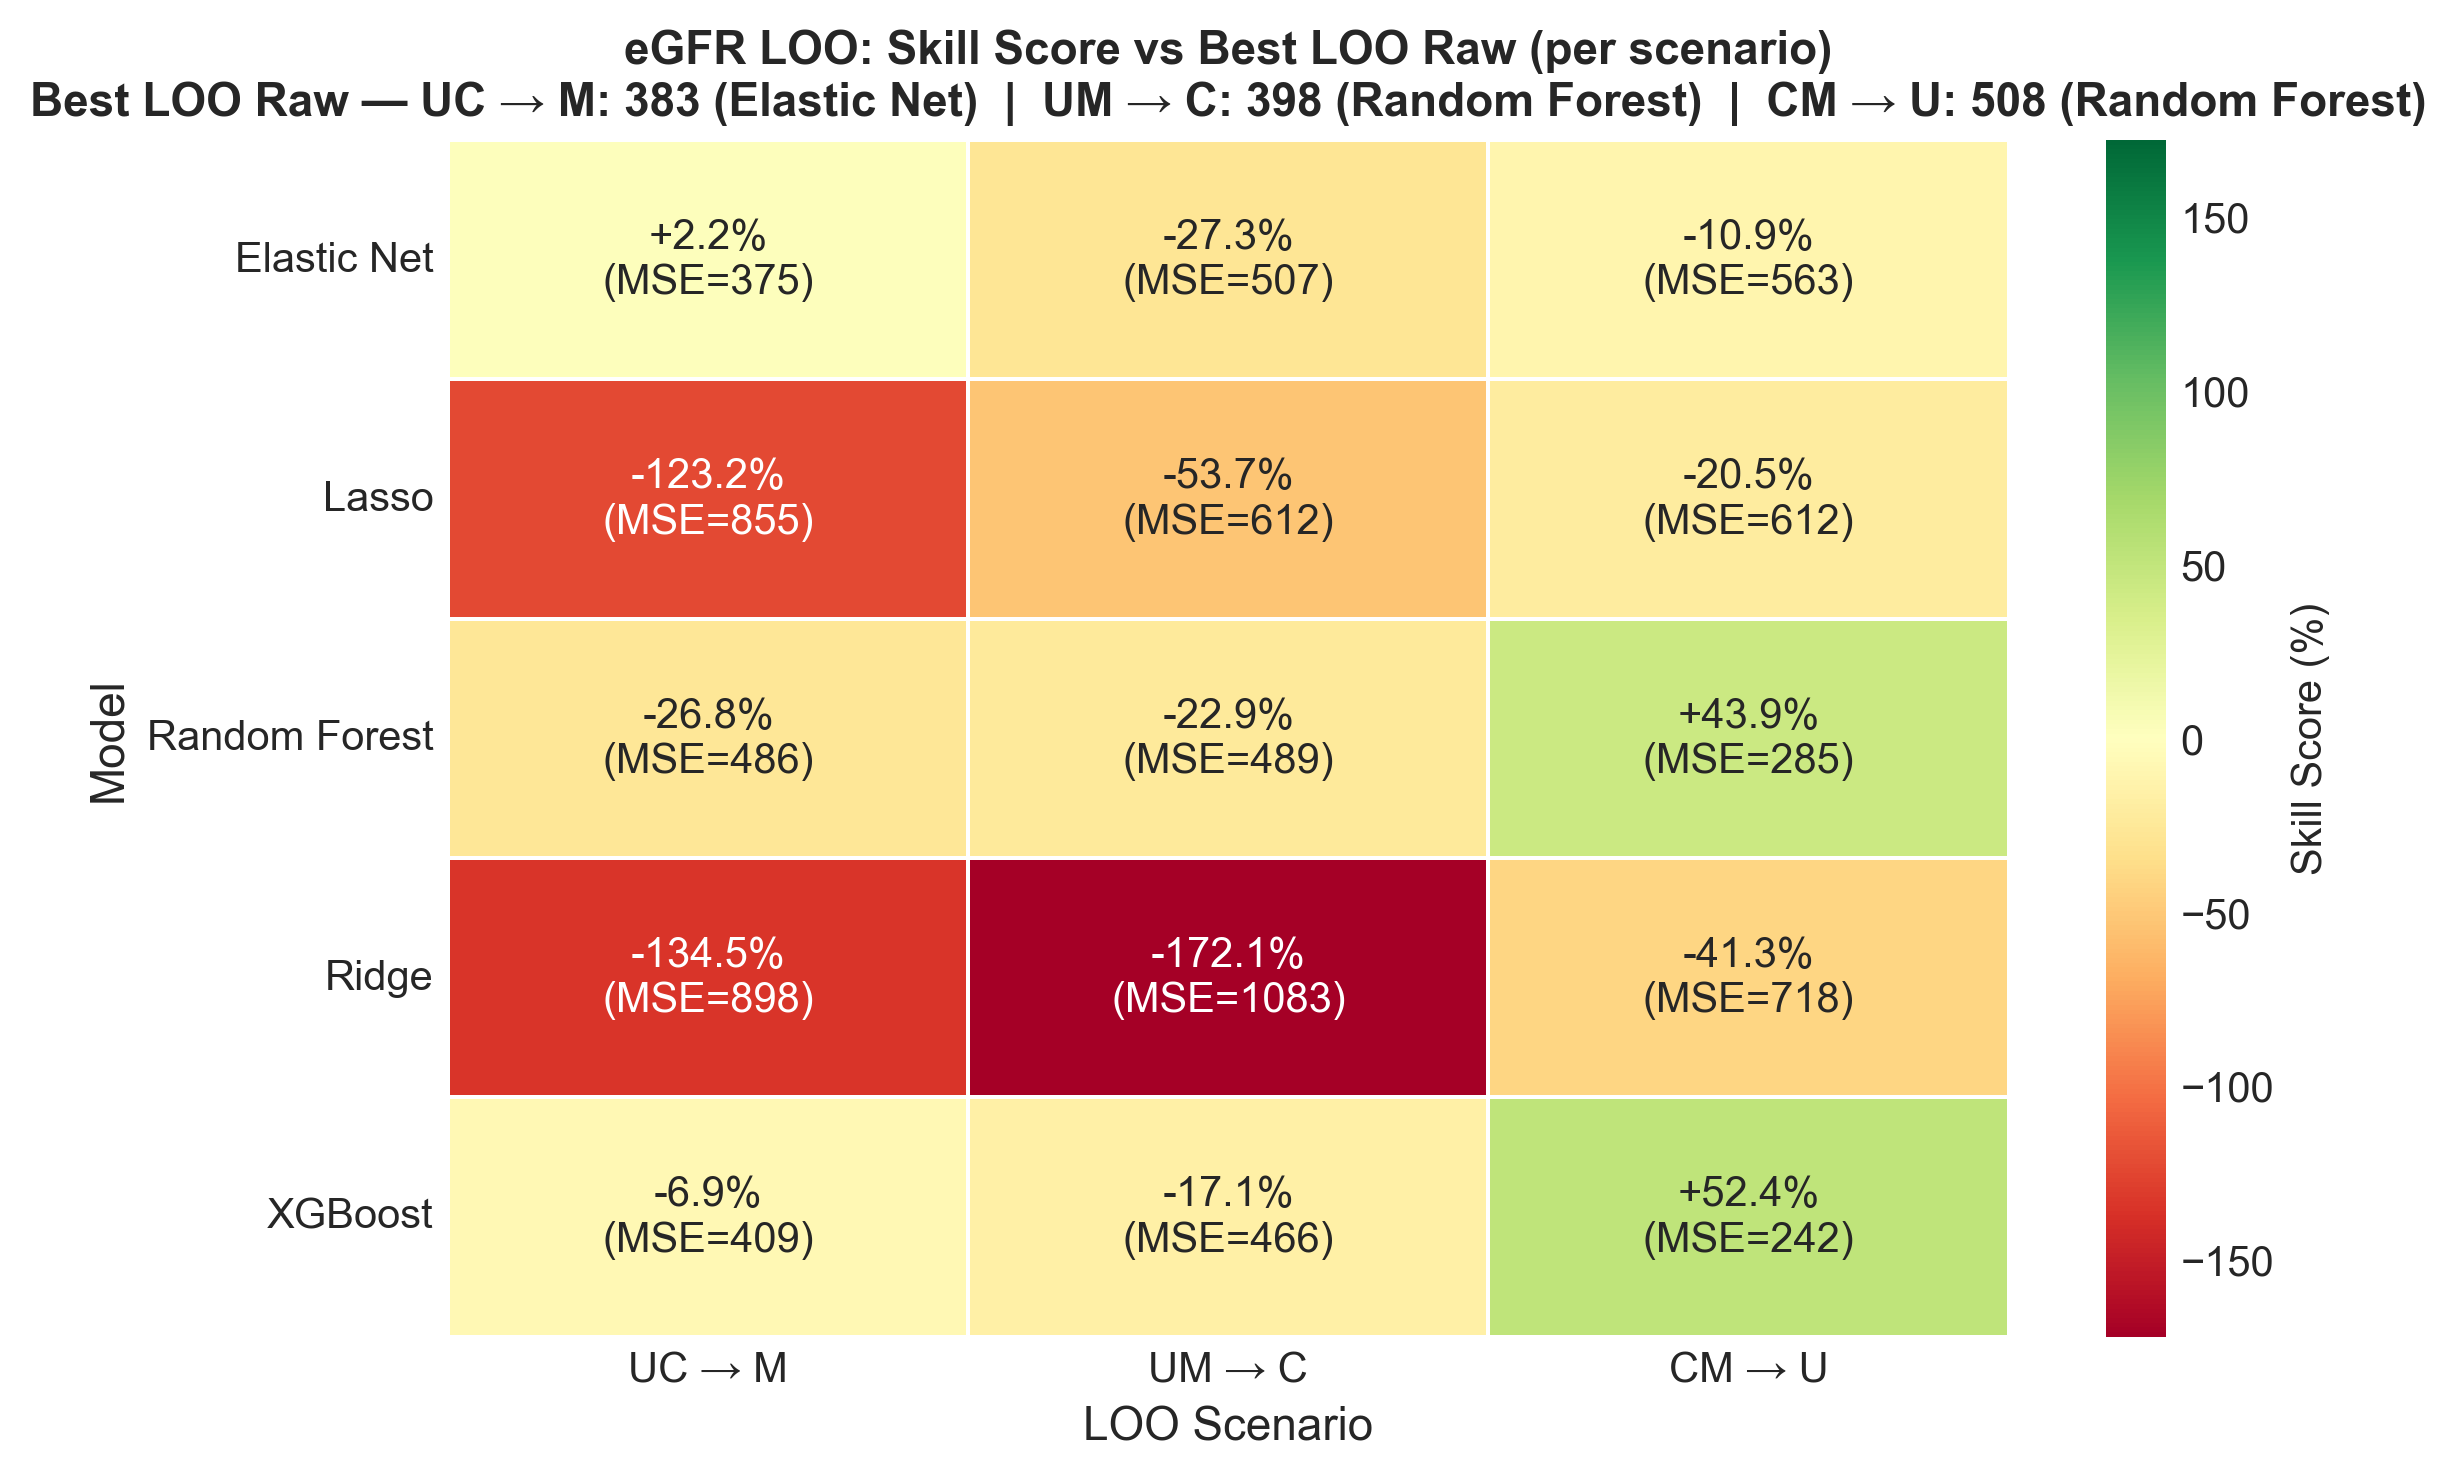 eGFR LOO: Skill Score vs Best LOO Raw (per scenario)
Best LOO Raw — UC → M: 383 (Elastic Net) | UM → C: 398 (Random Forest) | CM → U: 508 (Random Forest)
Model
Elastic Net
+2.2%
(MSE=375)
-27.3%
(MSE=507)
-10.9%
(MSE=563)
Lasso
-123.2%
(MSE=855)
-53.7%
(MSE=612)
-20.5%
(MSE=612)
Random Forest
-26.8%
(MSE=486)
-22.9%
(MSE=489)
+43.9%
(MSE=285)
Ridge
-134.5%
(MSE=898)
-172.1%
(MSE=1083)
-41.3%
(MSE=718)
XGBoost
-6.9%
(MSE=409)
-17.1%
(MSE=466)
+52.4%
(MSE=242)
UC → M
UM → C
CM → U
LOO Scenario
150
100
50
0
−50
−100
−150
Skill Score (%)